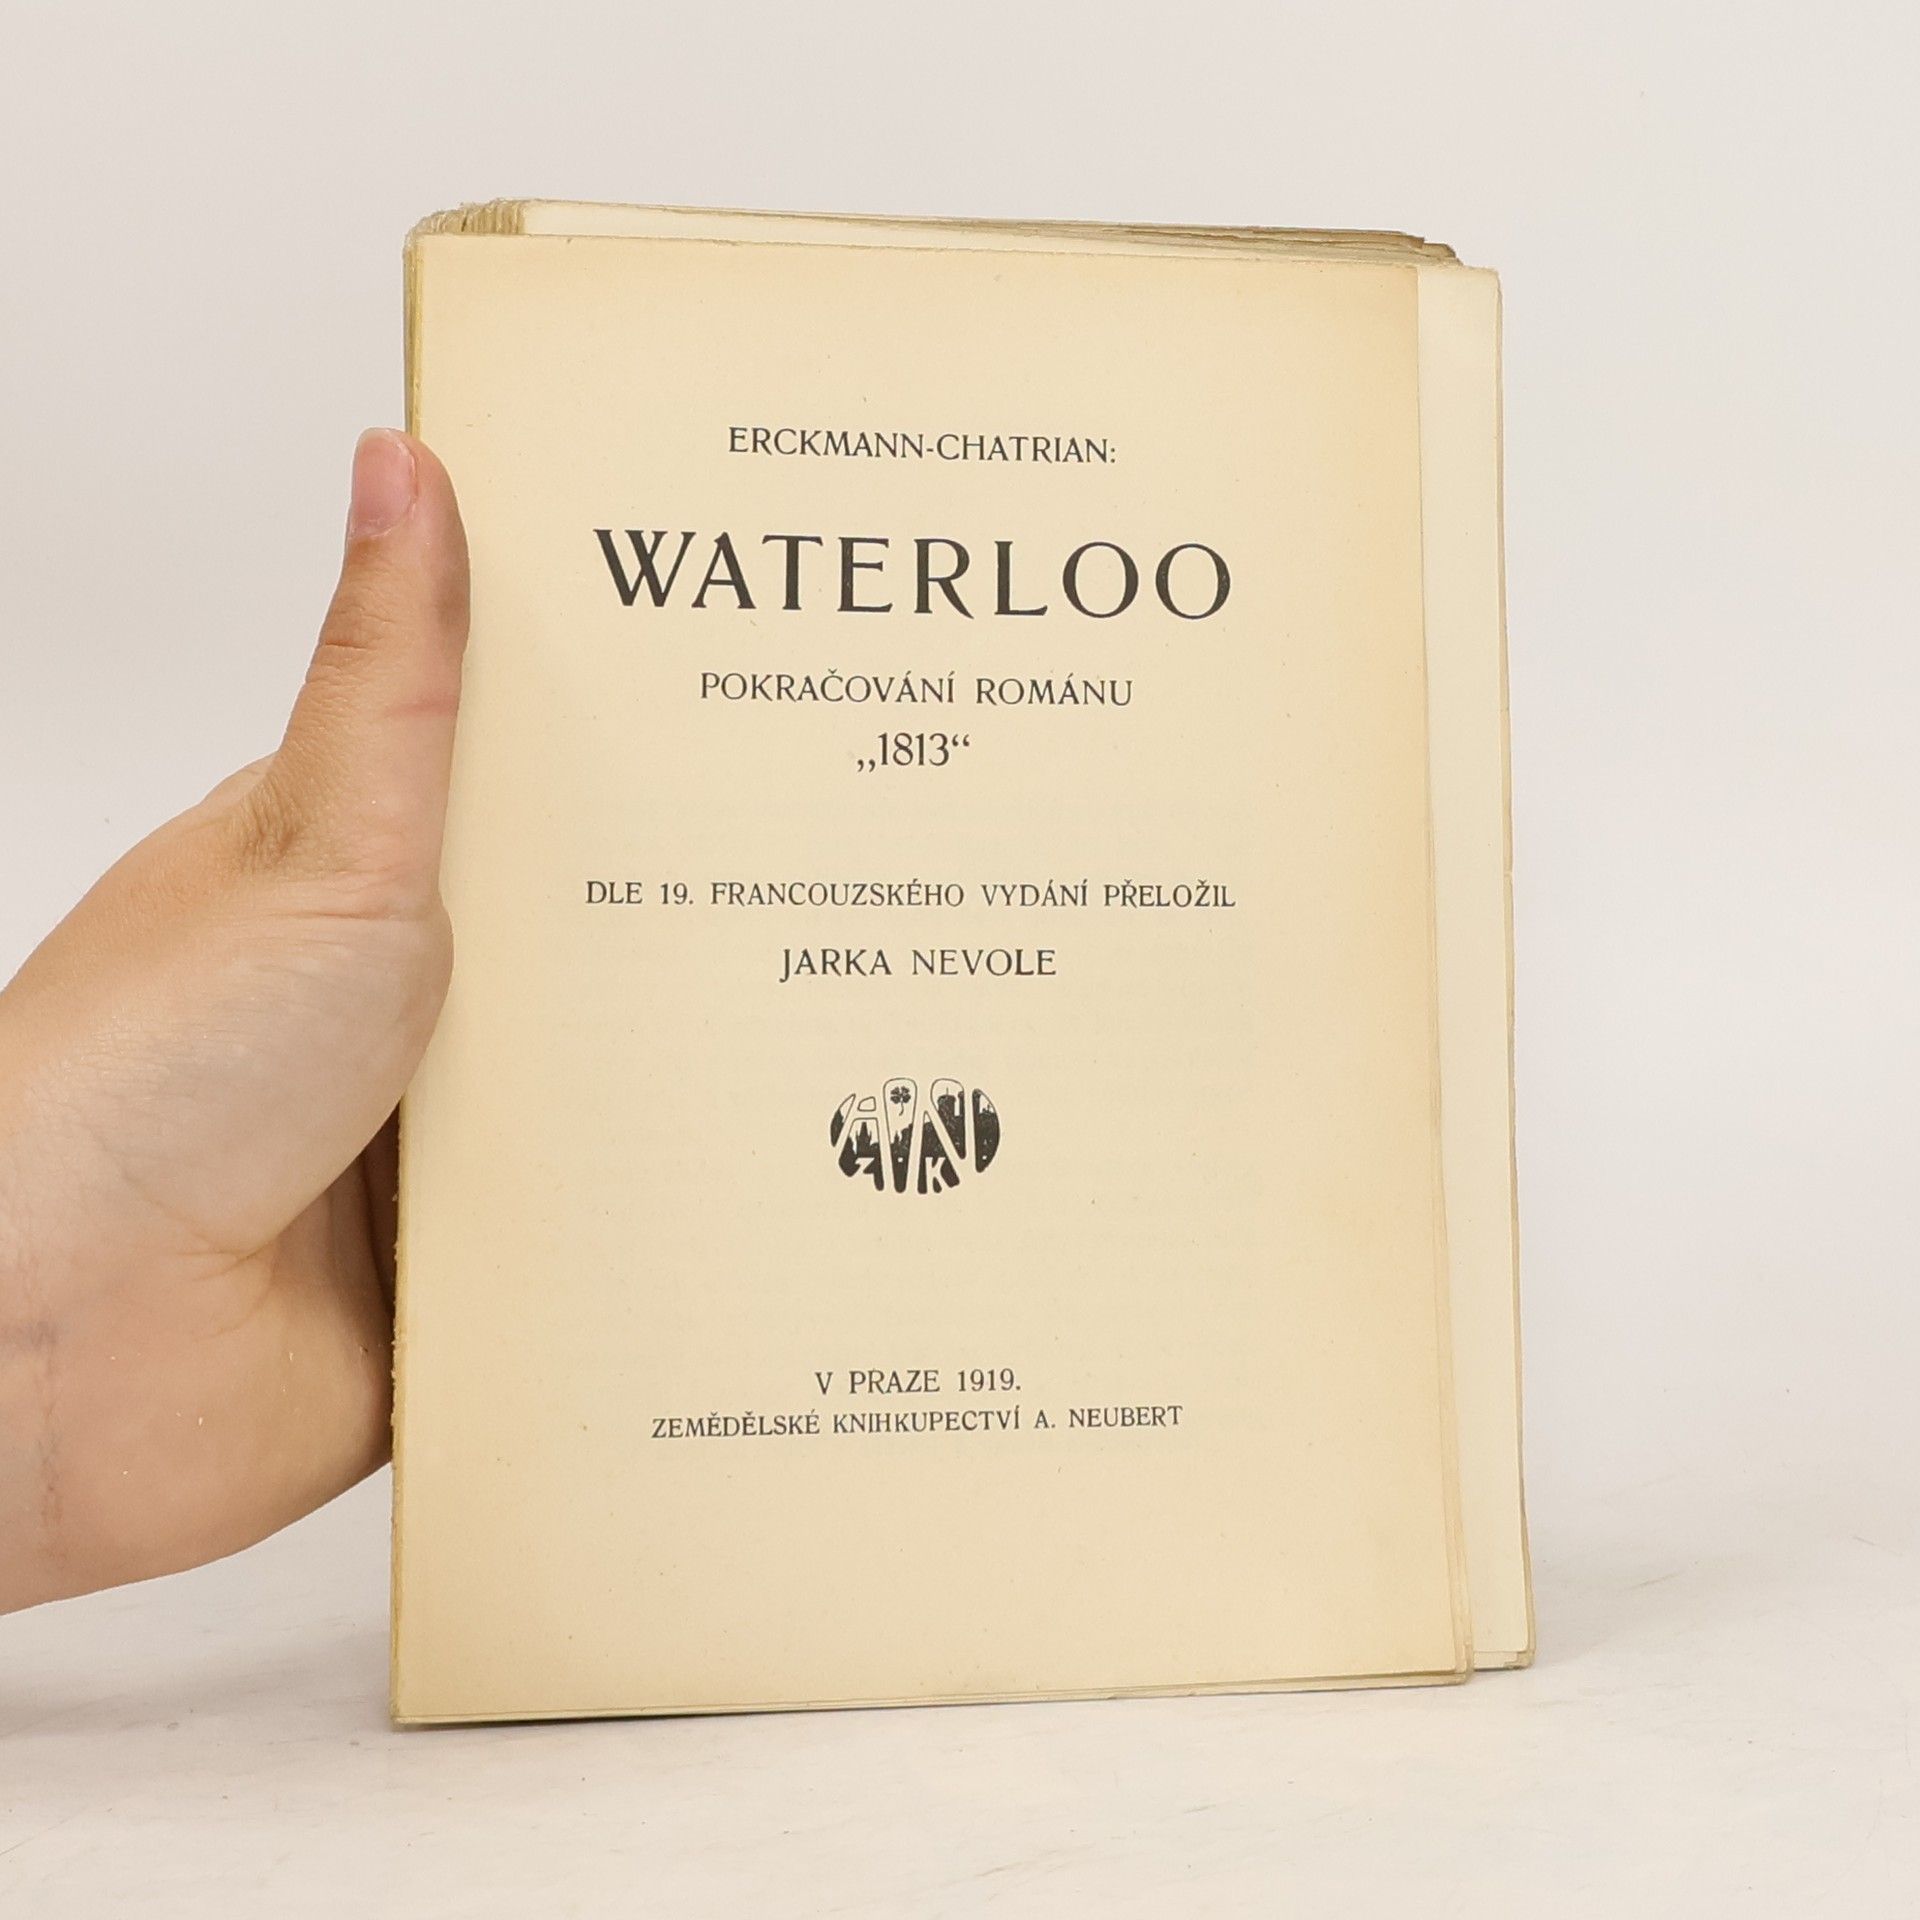 ERCKMANN-CHATRIAN:
WATERLOO
POKRAČOVÁNÍ ROMÁNU
„1813“
DLE 19. FRANCOUZSKÉHO VYDÁNÍ PŘELOŽIL
JARKA NEVOLE
Z. K.
V PRAZE 1919.
ZEMĚDĚLSKÉ KNIHKUPECTVÍ A. NEUBERT